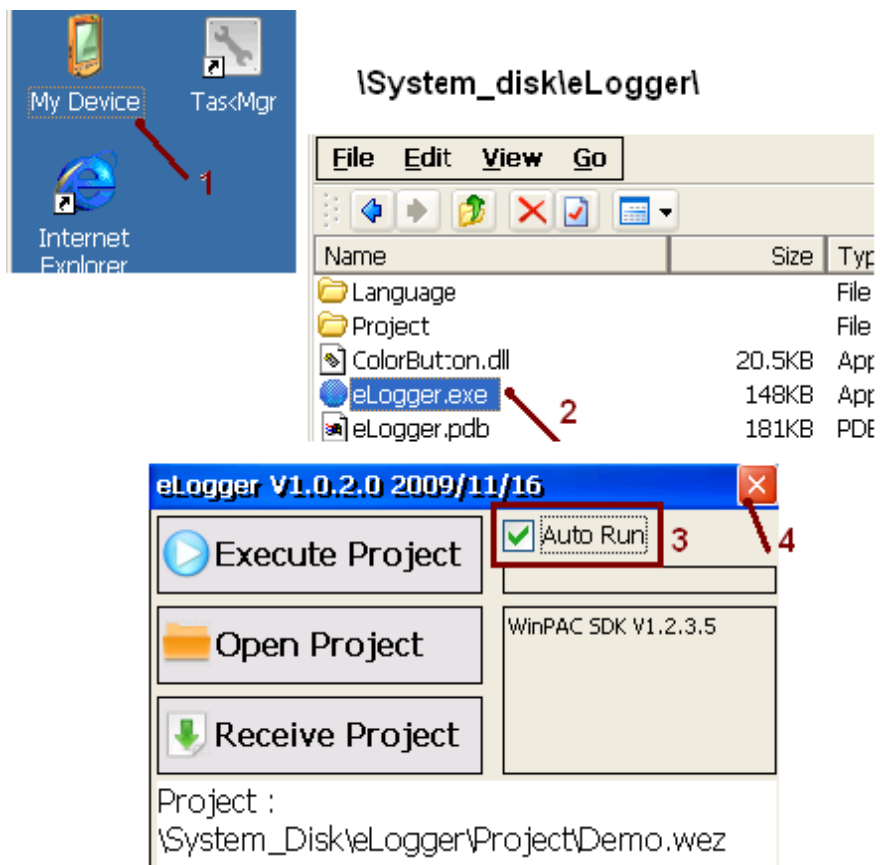 My Device
TaskMgr
1
Internet
Explorer
\System_disk\eLogger\
File Edit View Go
Name Size Typ
Language File
Project File
ColorButton.dll 20.5KB App
eLogger.exe 148KB App
2
eLogger.pdb 181KB PDB
eLogger V1.0.2.0 2009/11/16
Execute Project
Auto Run
3
4
Open Project
WinPAC SDK V1.2.3.5
Receive Project
Project :
\System_Disk\eLogger\Project\Demo.wez